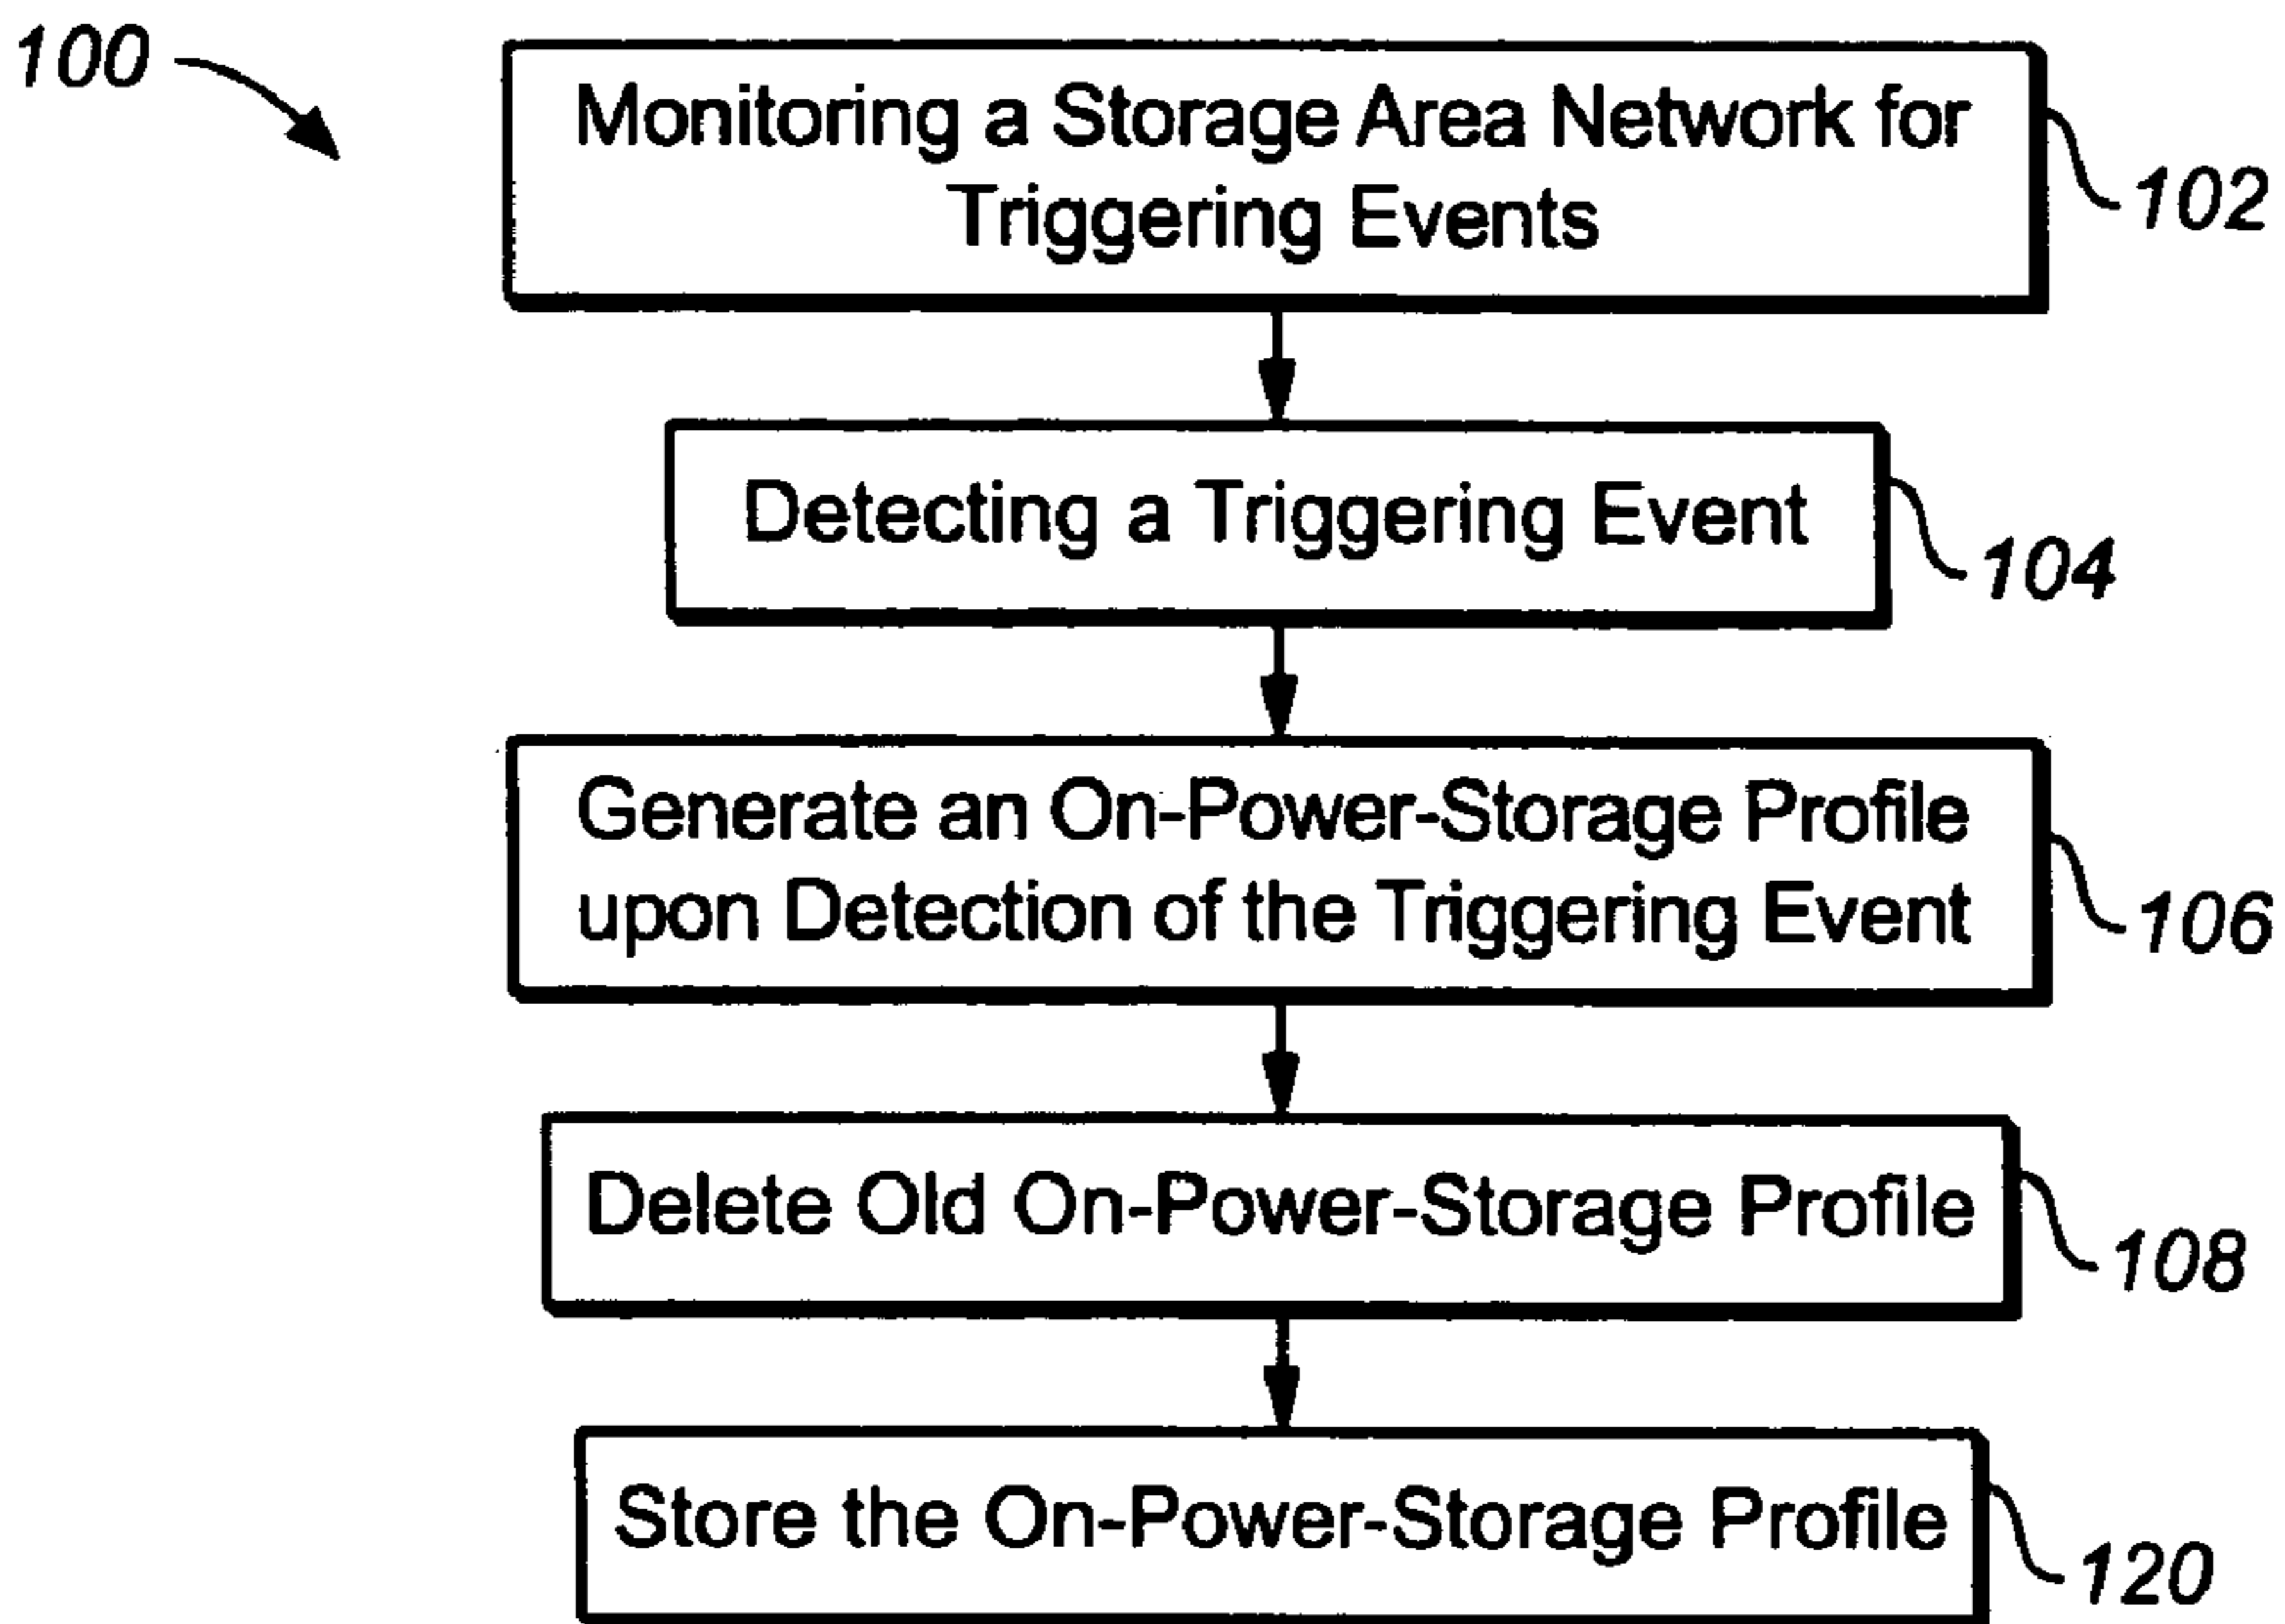 100
Monitoring a Storage Area Network for
Triggering Events
102
Detecting a Triggering Event
104
Generate an On-Power-Storage Profile
upon Detection of the Triggering Event
106
Delete Old On-Power-Storage Profile
108
Store the On-Power-Storage Profile
120